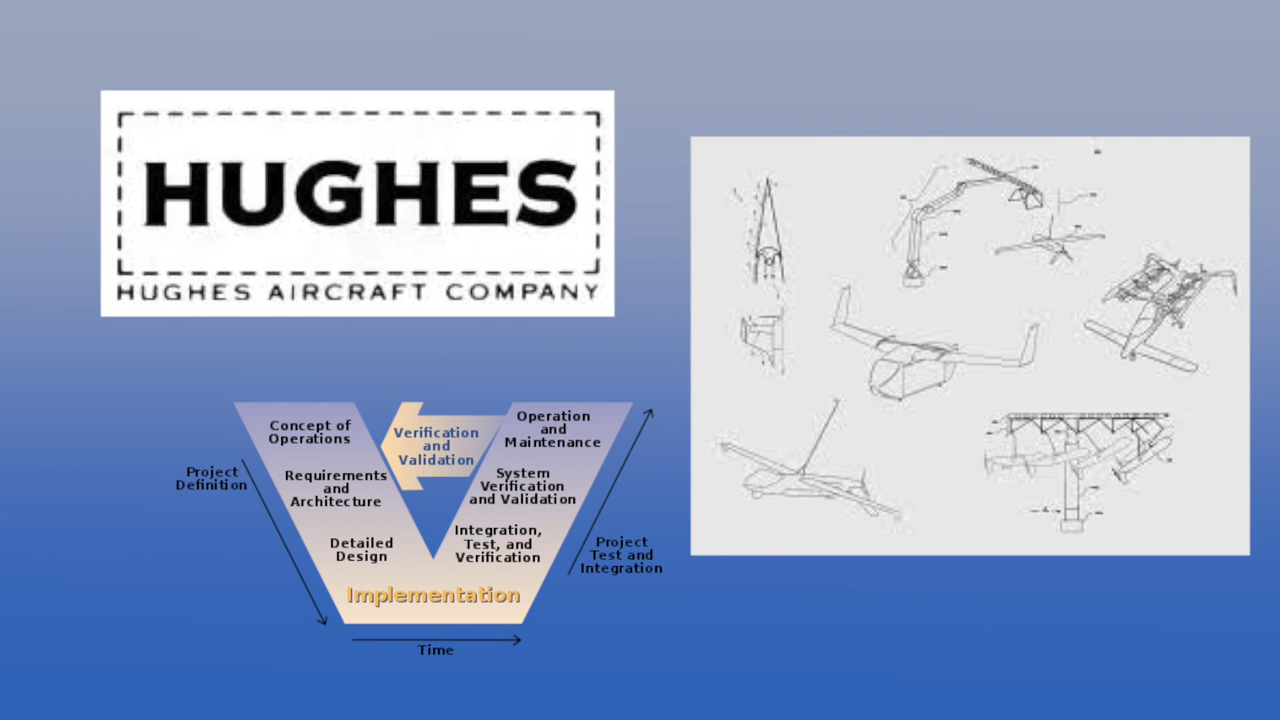 HUGHES
HUGHES AIRCRAFT COMPANY
Concept of
Operations
Requirements
and
Architecture
Detailed
Design
Project
Definition
Verification
and
Validation
Operation
and
Maintenance
System
Verification
and Validation
Integration,
Test, and
Verification
Project
Test and
Integration
Implementation
Time